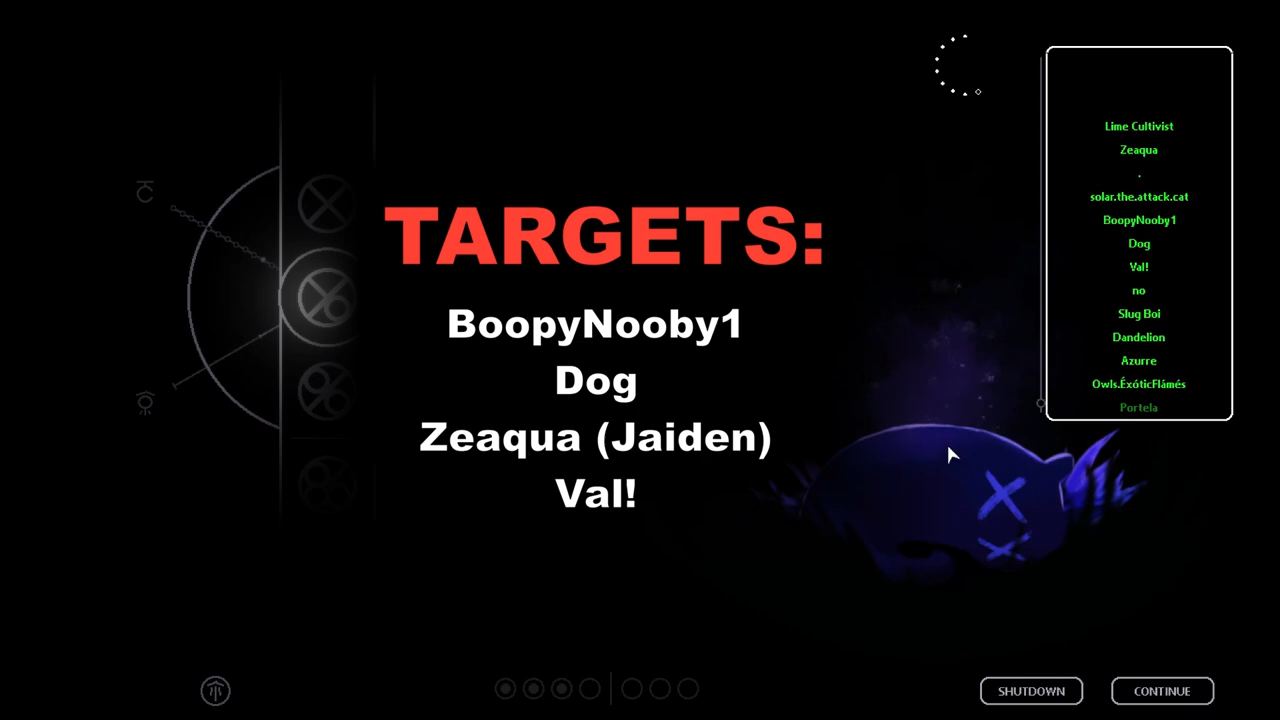 TARGETS:
BoopyNooby1
Dog
Zeaqua (Jaiden)
Val!
Lime Cultivist
Zeaqua
.
solar.the.attack.cat
BoopyNooby1
Dog
Val!
no
Slug Boi
Dandelion
Azurre
Owls.ÉxóticFlámés
Portela
SHUTDOWN
CONTINUE